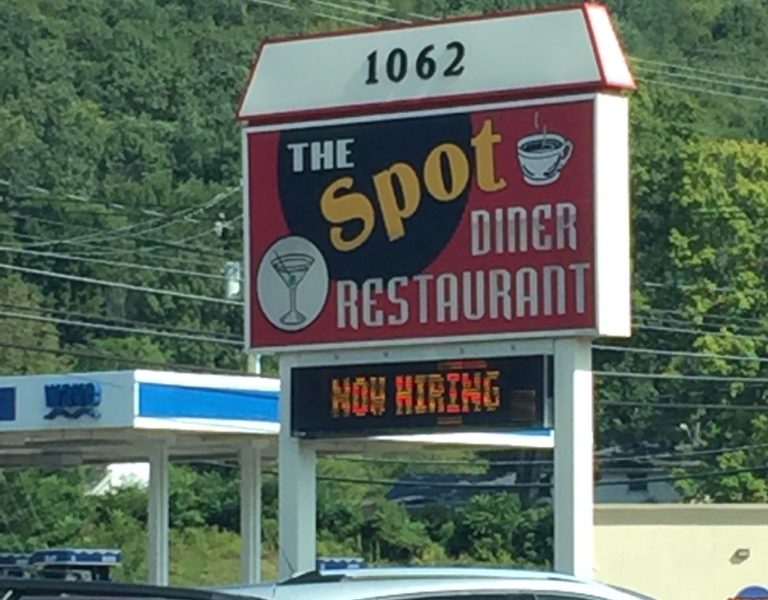 1062
THE
Spot
DINER
RESTAURANT
NOW HIRING